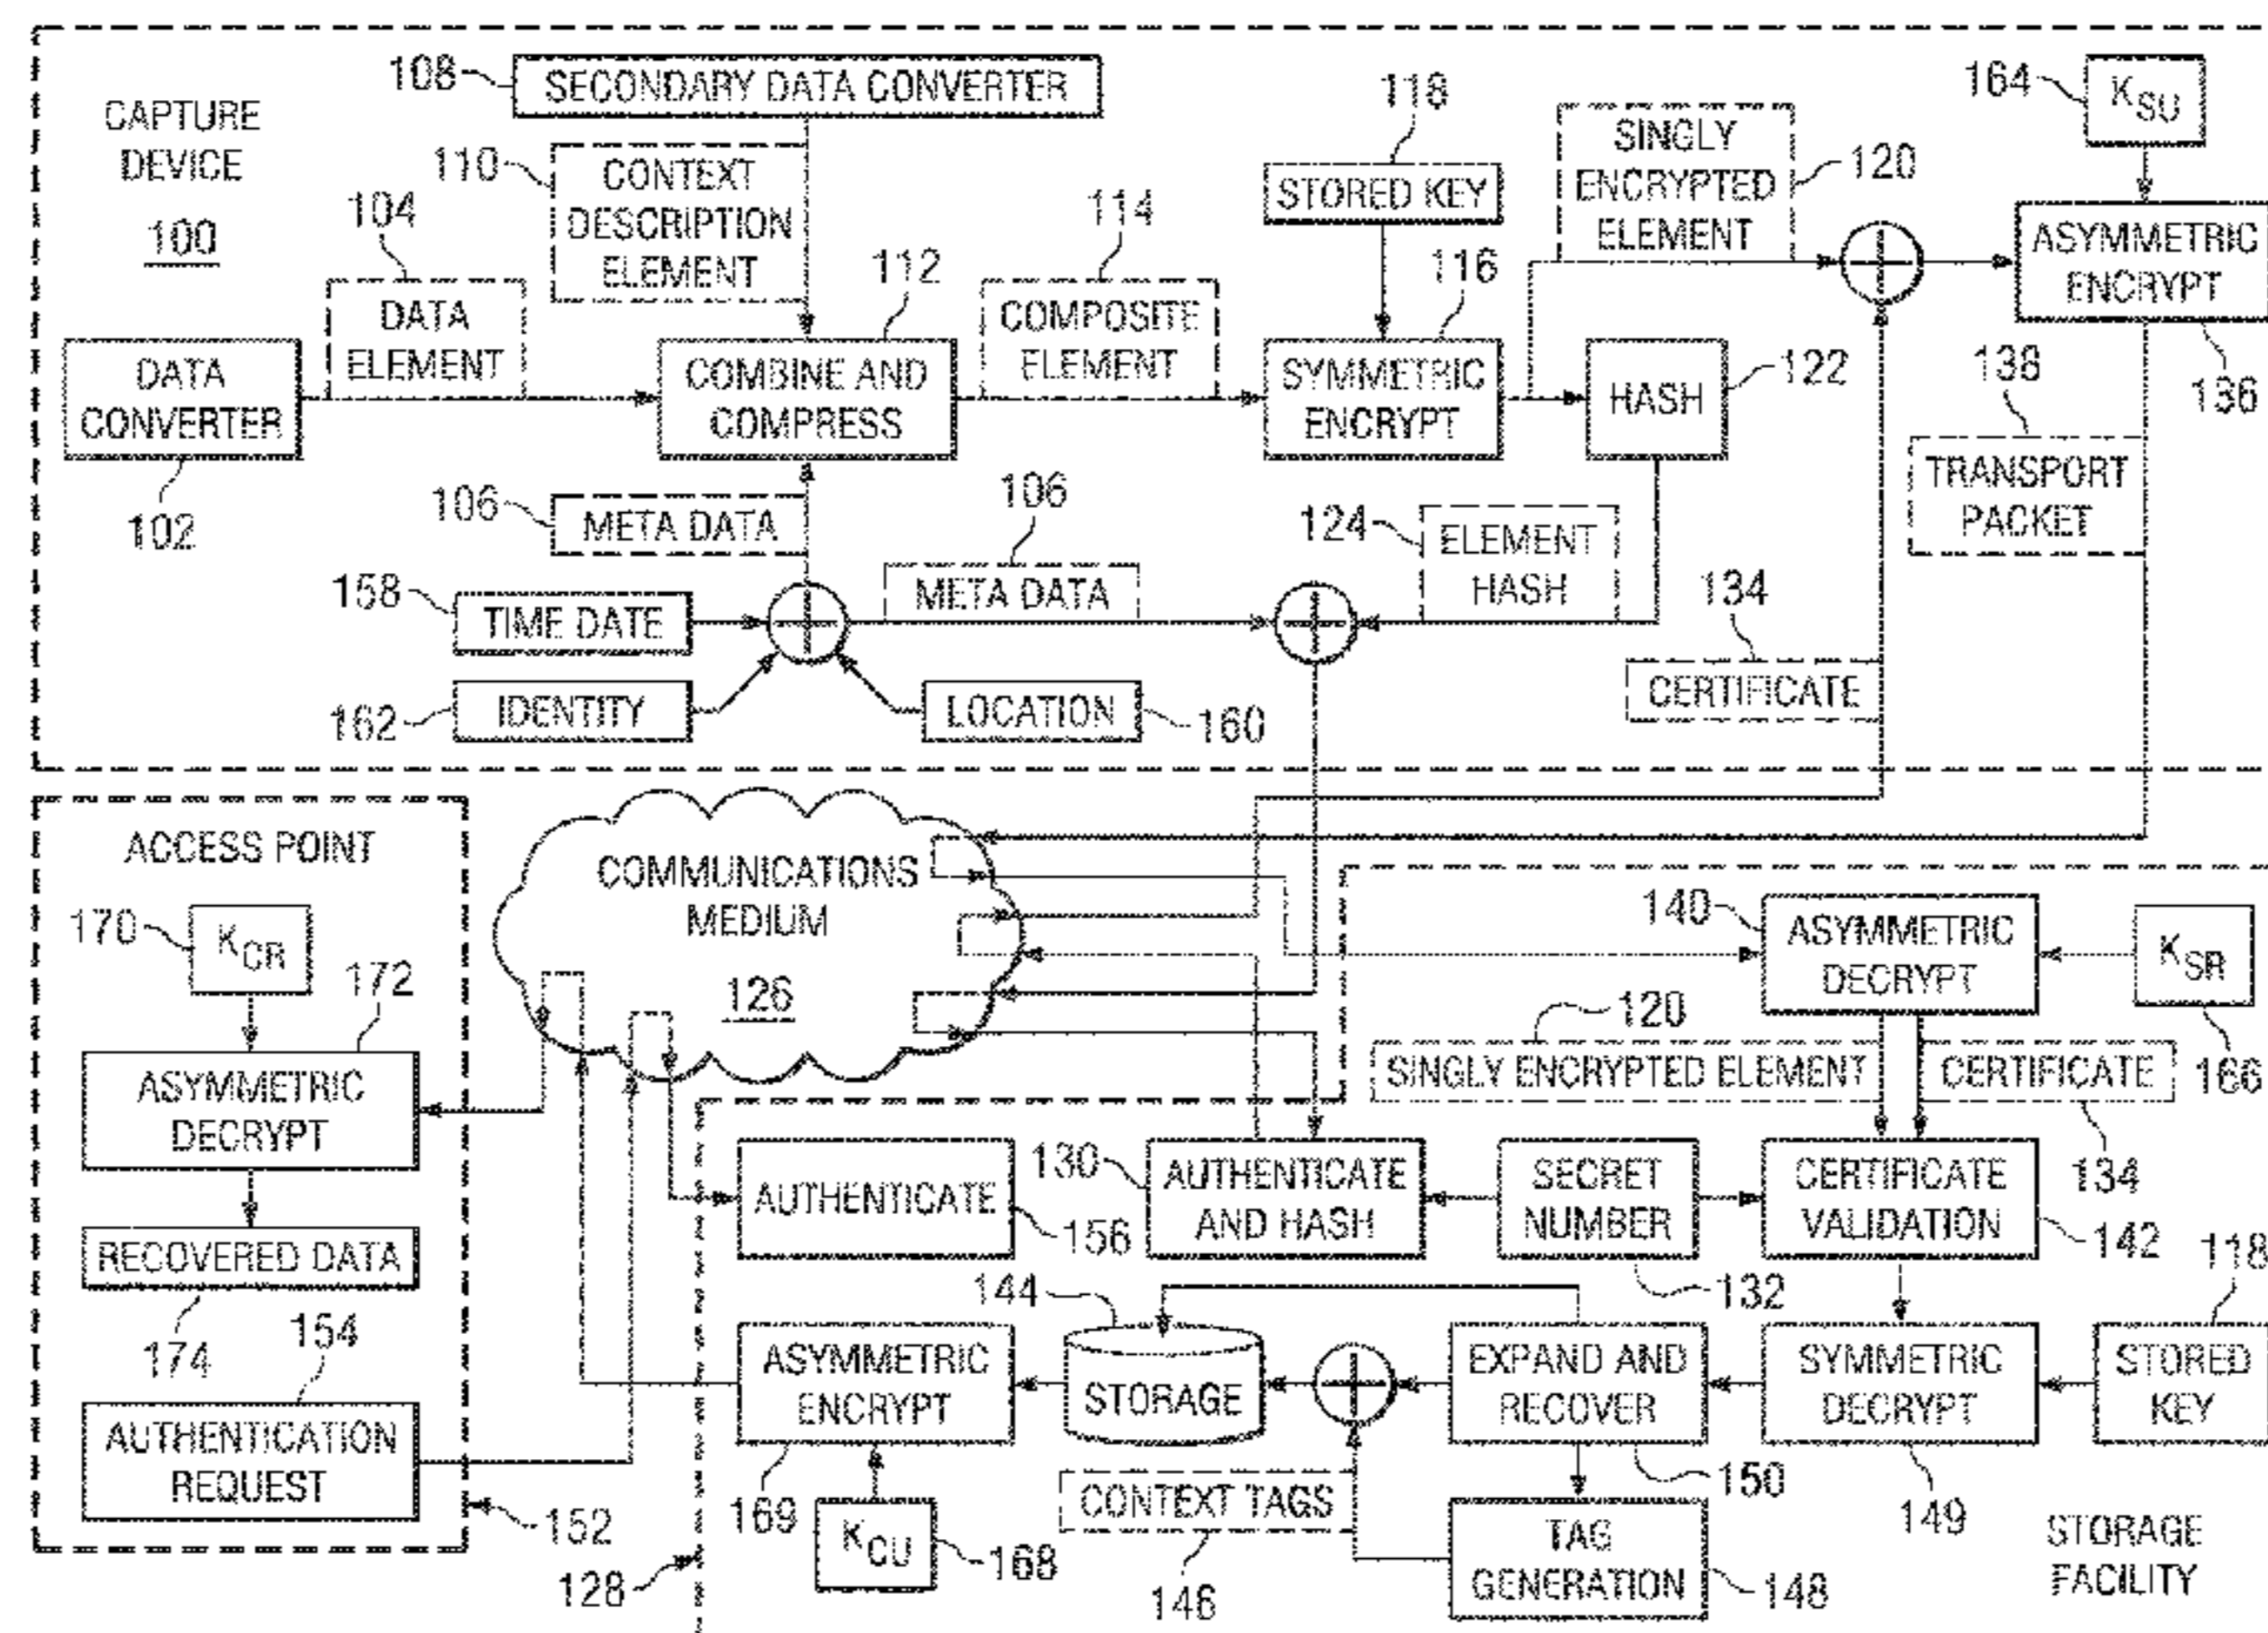 CAPTURE
DEVICE
100
108
SECONDARY DATA CONVERTER
110
CONTEXT
DESCRIPTION
ELEMENT
104
DATA
ELEMENT
DATA
CONVERTER
102
112
COMBINE AND
COMPRESS
114
COMPOSITE
ELEMENT
118
STORED KEY
116
SYMMETRIC
ENCRYPT
SINGLY
ENCRYPTED
ELEMENT
120
HASH
122
164
KSU
ASYMMETRIC
ENCRYPT
136
138
TRANSPORT
PACKET
106
META DATA
106
META DATA
124
ELEMENT
HASH
134
CERTIFICATE
158
TIME DATE
162
IDENTITY
LOCATION
160
ACCESS POINT
170
KCR
172
ASYMMETRIC
DECRYPT
RECOVERED DATA
174
154
AUTHENTICATION
REQUEST
152
COMMUNICATIONS
MEDIUM
126
140
ASYMMETRIC
DECRYPT
KSR
166
120
SINGLY ENCRYPTED ELEMENT
CERTIFICATE
134
AUTHENTICATE
156
130
AUTHENTICATE
AND HASH
SECRET
NUMBER
132
CERTIFICATE
VALIDATION
142
118
STORED
KEY
144
STORAGE
ASYMMETRIC
ENCRYPT
169
KCU
168
EXPAND AND
RECOVER
150
SYMMETRIC
DECRYPT
149
CONTEXT TAGS
146
TAG
GENERATION
148
128
STORAGE
FACILITY